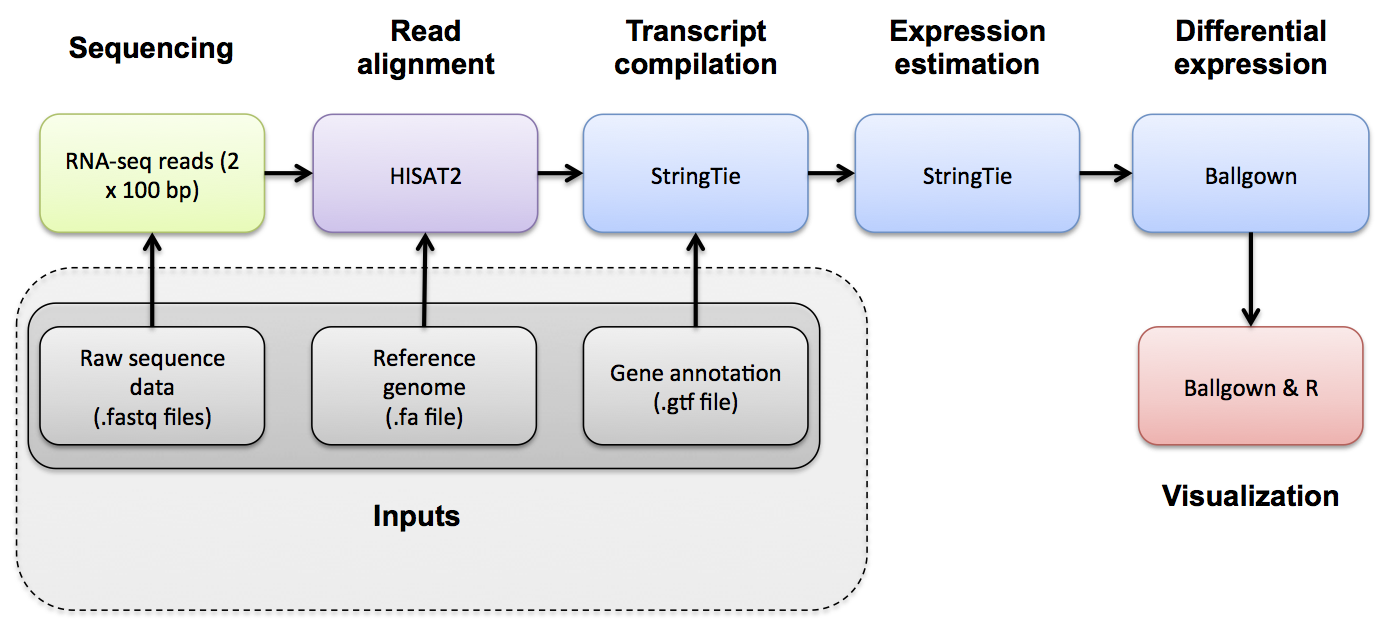 Sequencing
Read
alignment
Transcript
compilation
Expression
estimation
Differential
expression
RNA-seq reads (2
x 100 bp)
HISAT2
StringTie
StringTie
Ballgown
Raw sequence
data
(.fastq files)
Reference
genome
(.fa file)
Gene annotation
(.gtf file)
Ballgown & R
Inputs
Visualization